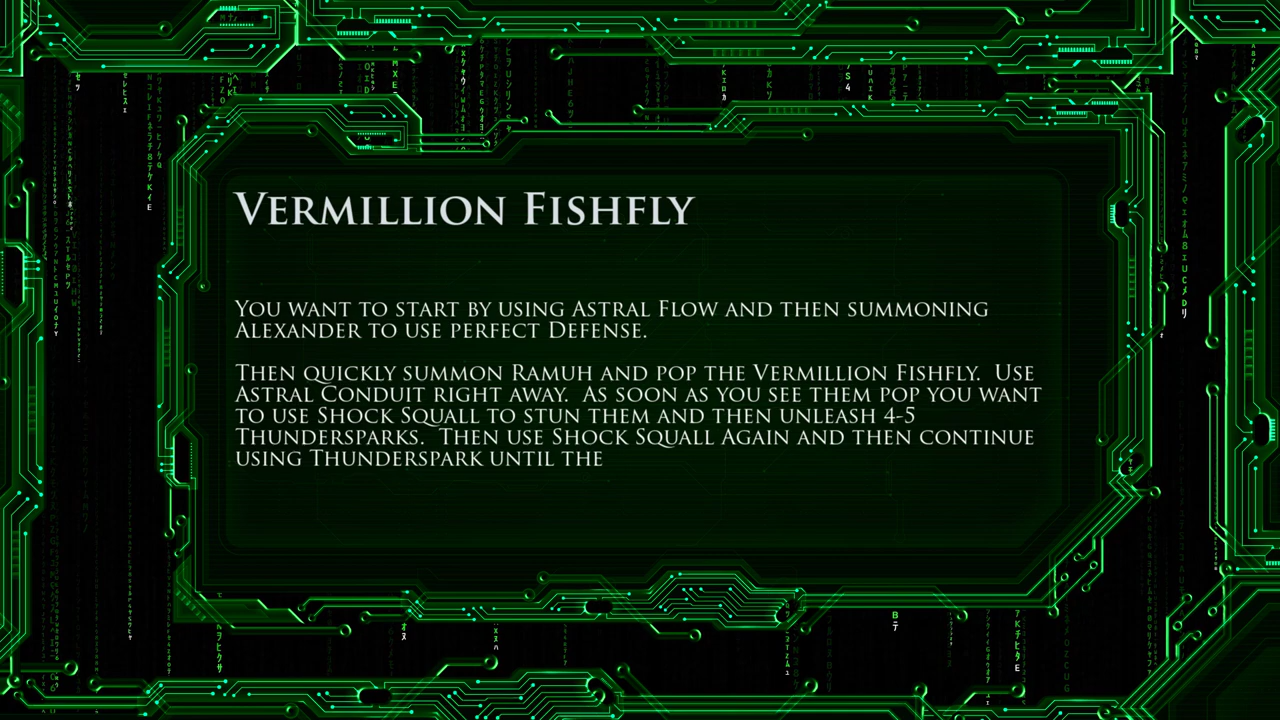 Vermillion Fishfly
You want to start by using Astral Flow and then summoning
Alexander to use perfect Defense.
Then quickly summon Ramuh and pop the Vermillion Fishfly. Use
Astral Conduit right away. As soon as you see them pop you want
to use Shock Squall to stun them and then unleash 4-5
Thundersparks. Then use Shock Squall Again and then continue
using Thunderspark until the